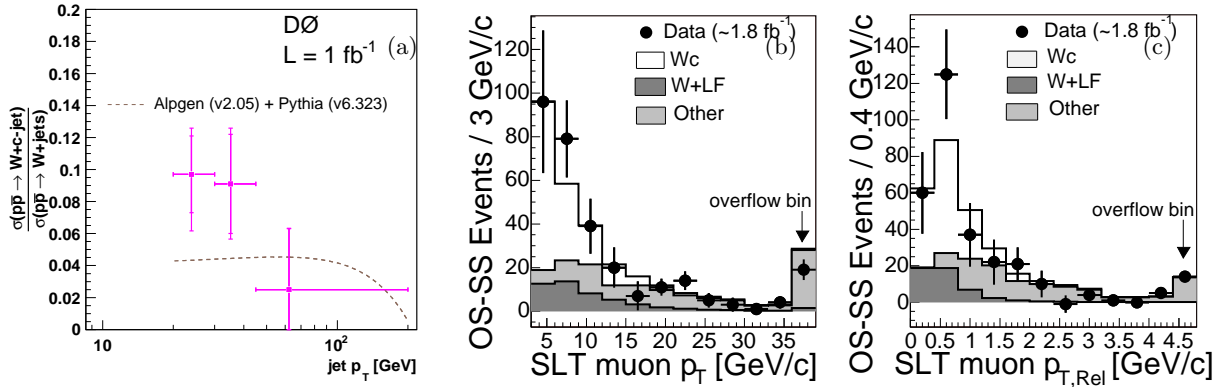 0.2
0.18
0.16
0.14
0.12
0.1
0.08
0.06
0.04
0.02
0
σ(pp̄ → W+c-jet)
σ(pp̄ → W+jets)
DØ
L = 1 fb⁻¹
(a)
Alpgen (v2.05) + Pythia (v6.323)
10
10²
jet p_T [GeV]
OS-SS Events / 3 GeV/c
120
100
80
60
40
20
0
Data (~1.8 fb⁻¹)
(b)
Wc
W+LF
Other
overflow bin
5 10 15 20 25 30 35
SLT muon p_T [GeV/c]
OS-SS Events / 0.4 GeV/c
140
120
100
80
60
40
20
0
Data (~1.8 fb⁻¹)
(c)
Wc
W+LF
Other
overflow bin
0 0.5 1 1.5 2 2.5 3 3.5 4 4.5
SLT muon p_T,Rel [GeV/c]